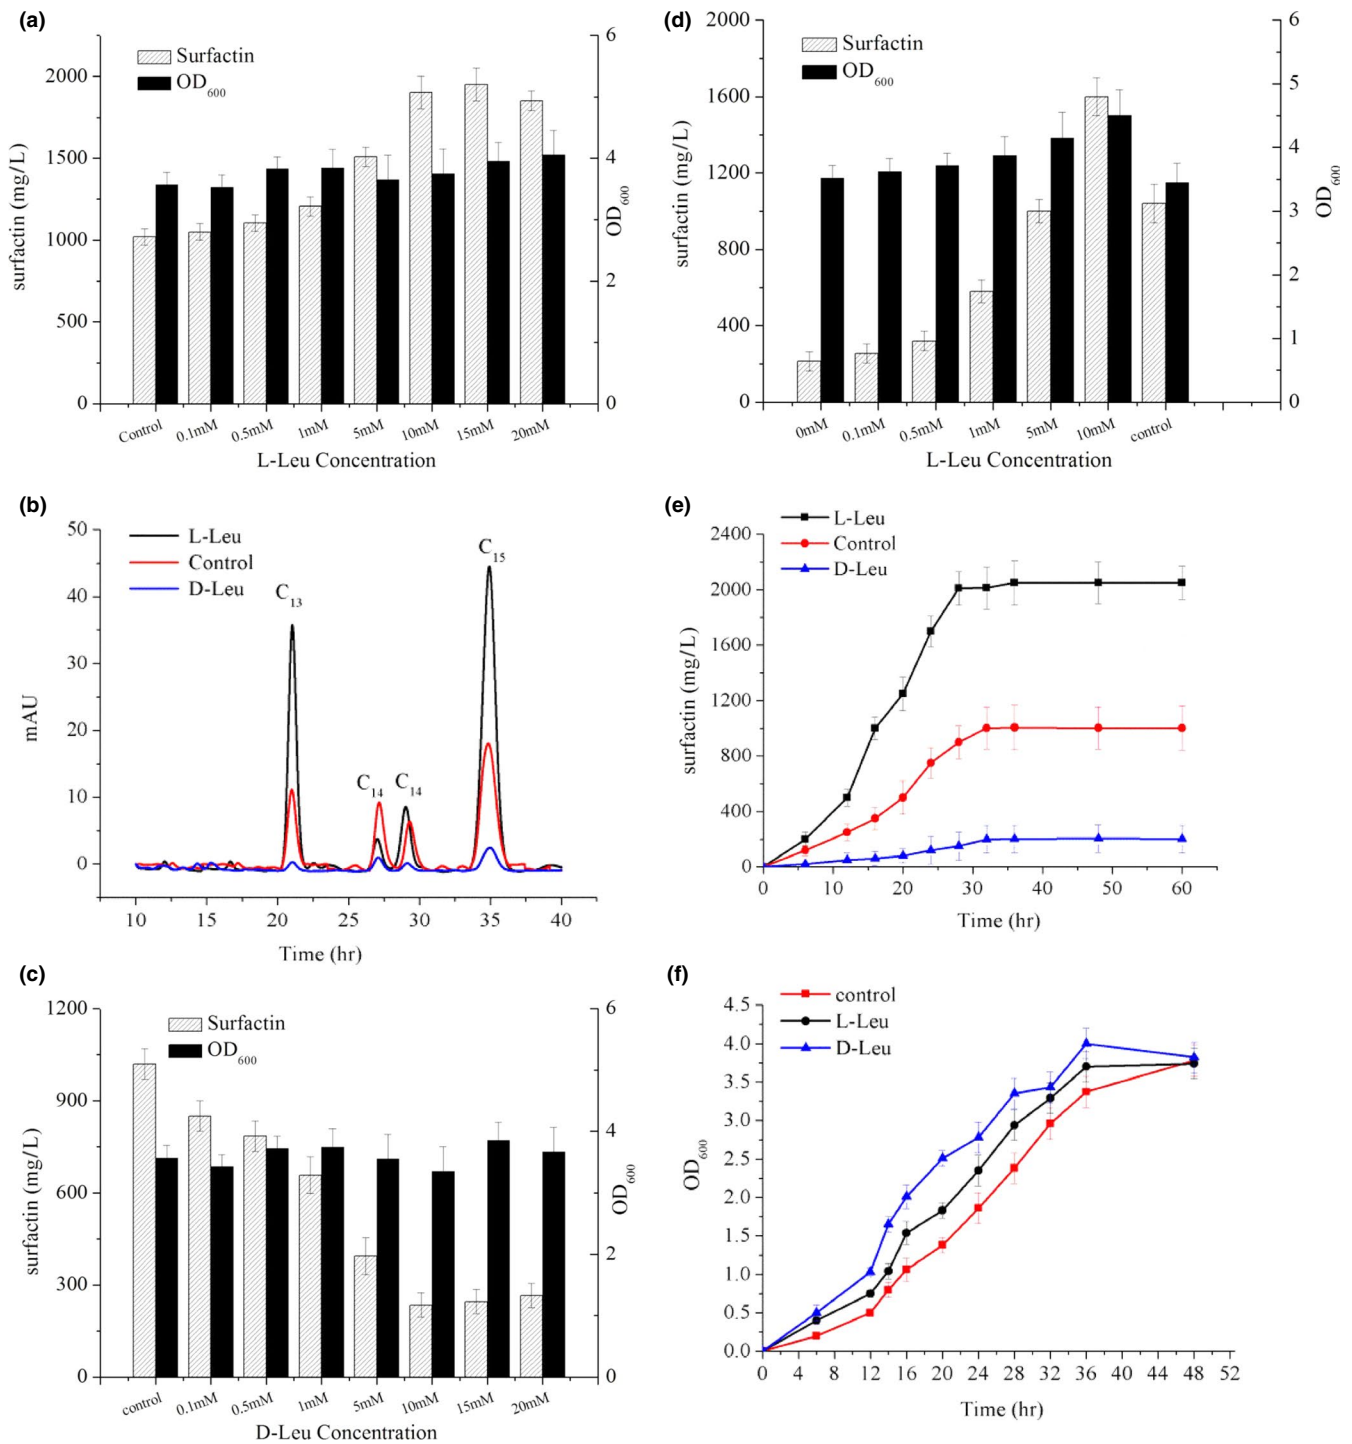 (a)
Surfactin
OD600
surfactin (mg/L)
2000
1500
1000
500
0
6
4
2
0
OD600
Control 0.1mM 0.5mM 1mM 5mM 10mM 15mM 20mM
L-Leu Concentration
(d)
Surfactin
OD600
surfactin (mg/L)
2000
1600
1200
800
400
0
6
5
4
3
2
1
0
OD600
0mM 0.1mM 0.5mM 1mM 5mM 10mM control
L-Leu Concentration
(b)
L-Leu
Control
D-Leu
C13
C14
C14
C15
mAU
50
40
30
20
10
0
10 15 20 25 30 35 40
Time (hr)
(e)
L-Leu
Control
D-Leu
surfactin (mg/L)
2400
2000
1600
1200
800
400
0
0 10 20 30 40 50 60
Time (hr)
(c)
Surfactin
OD600
surfactin (mg/L)
1200
900
600
300
0
6
4
2
0
OD600
control 0.1mM 0.5mM 1mM 5mM 10mM 15mM 20mM
D-Leu Concentration
(f)
control
L-Leu
D-Leu
OD600
4.5
4.0
3.5
3.0
2.5
2.0
1.5
1.0
0.5
0.0
0 4 8 12 16 20 24 28 32 36 40 44 48 52
Time (hr)